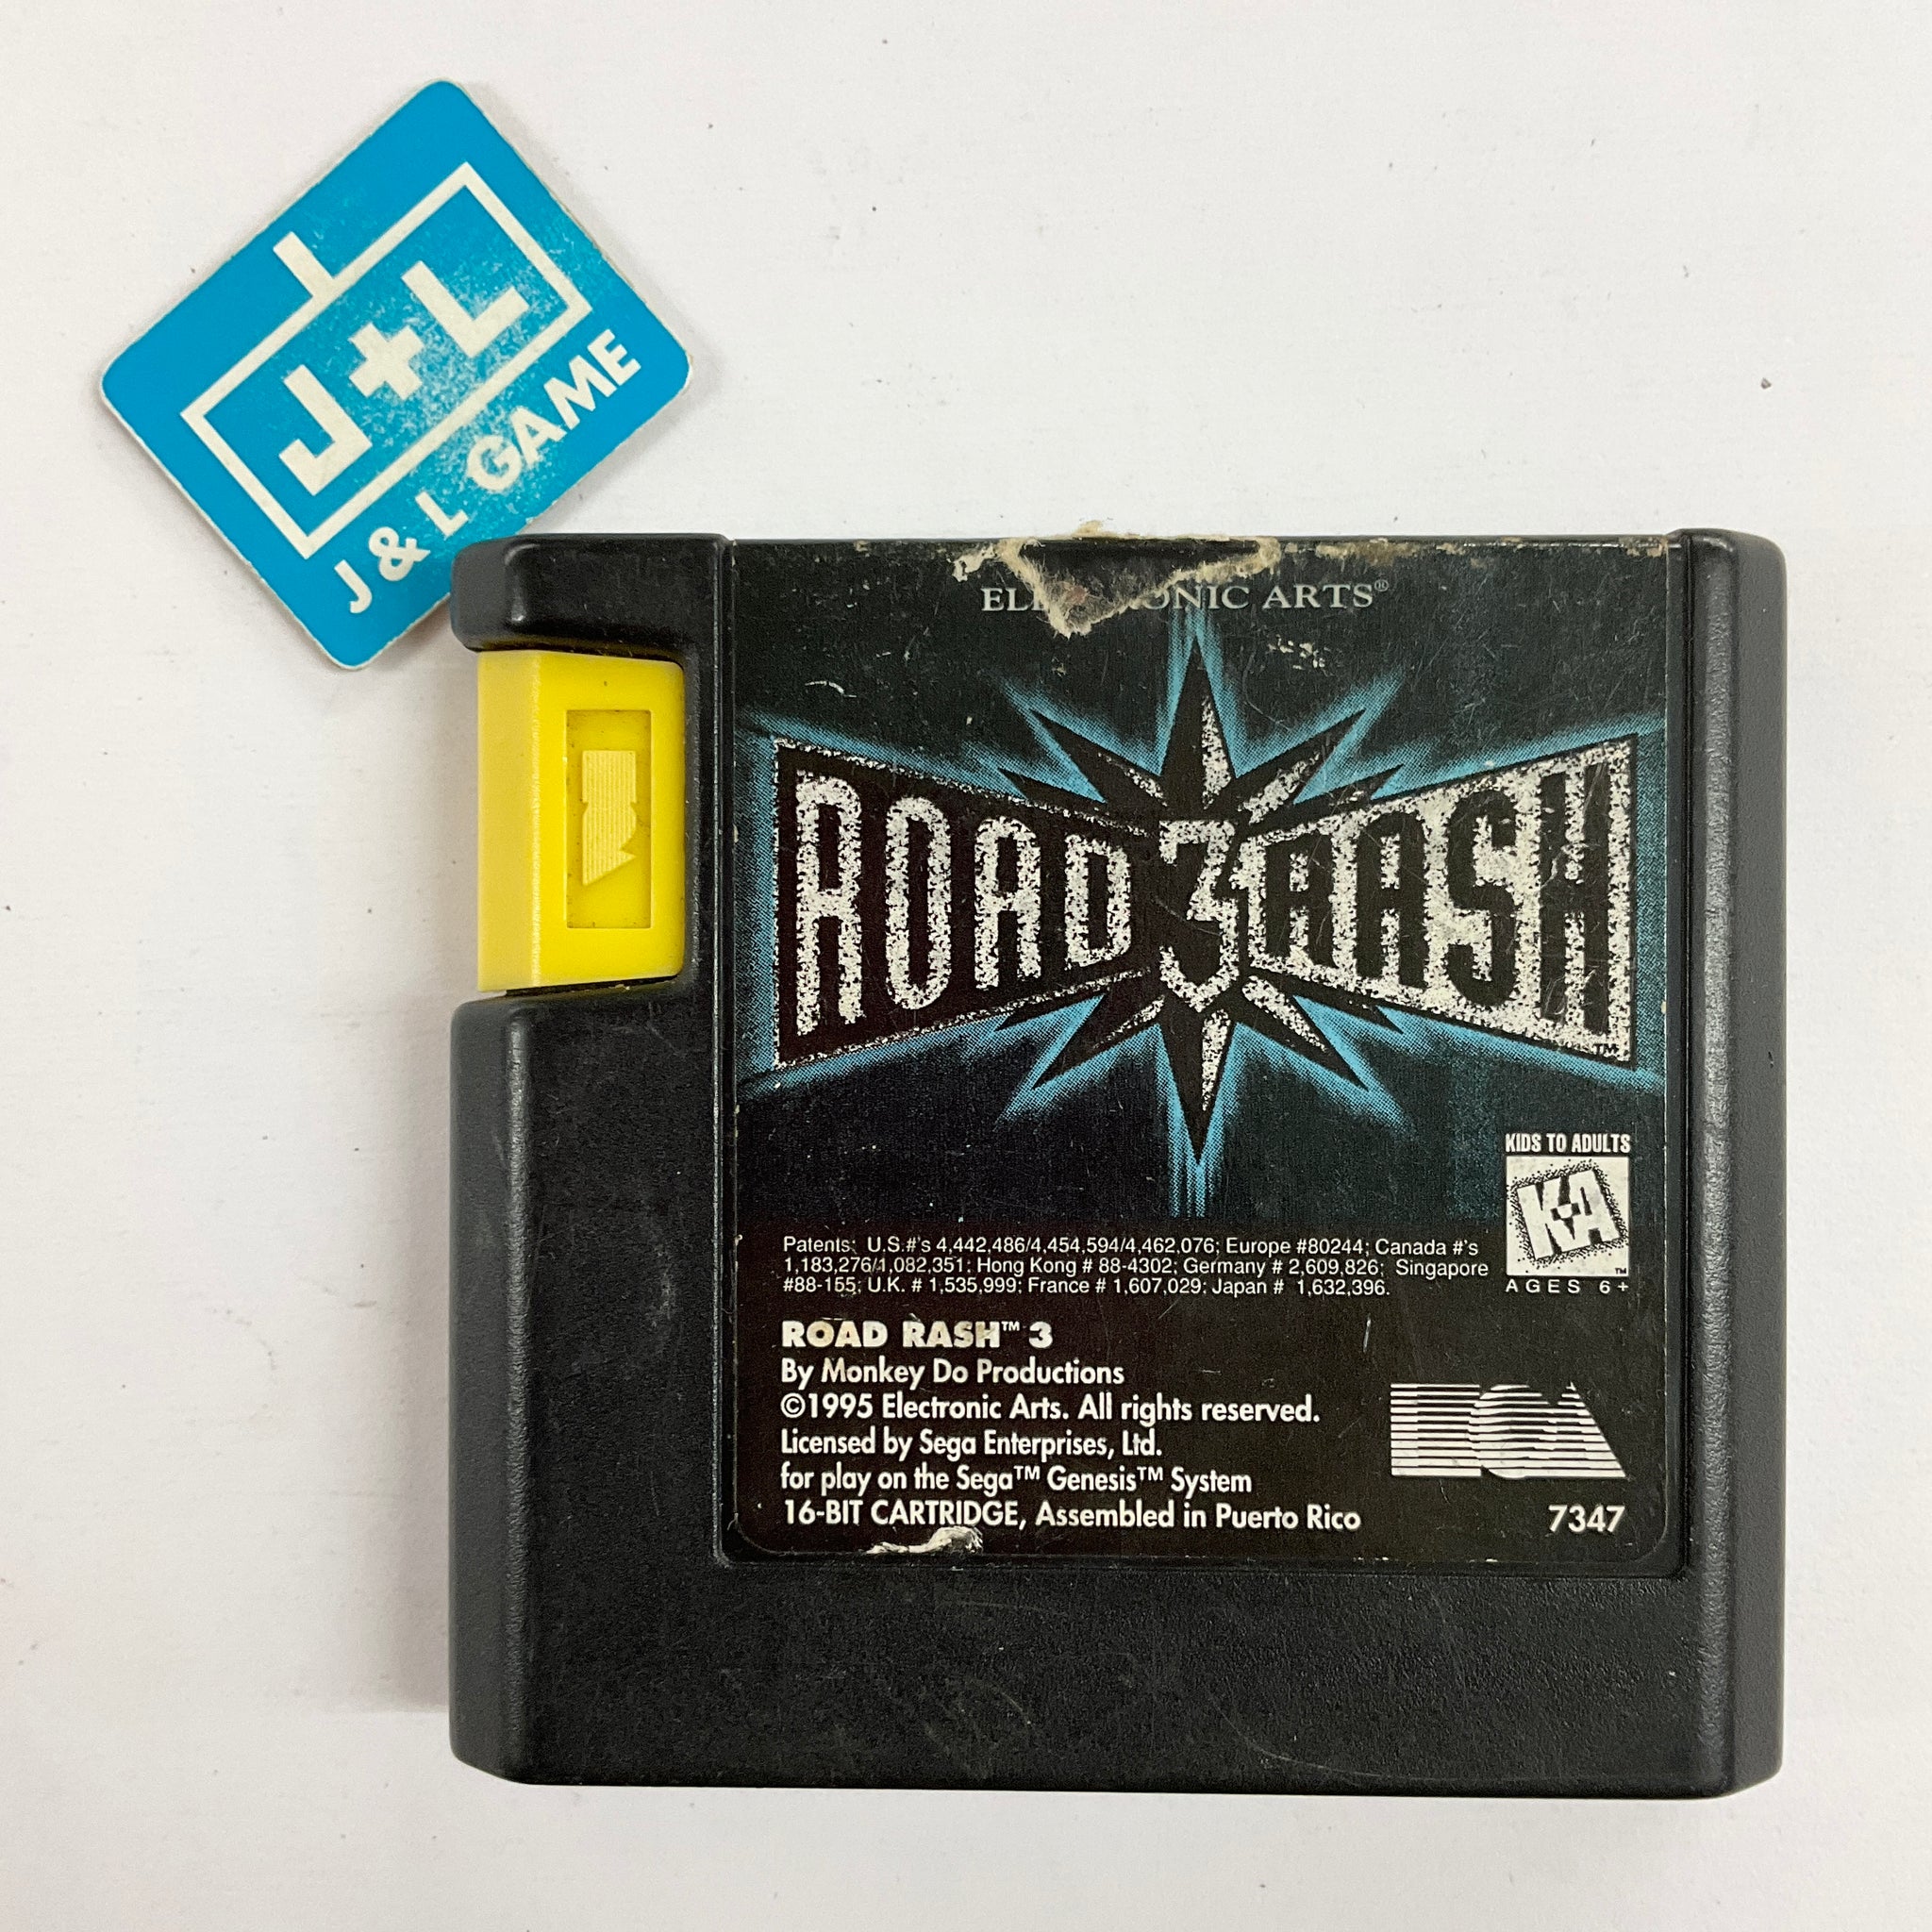 J+L
J & L GAME
ELECTRONIC ARTS®
ROAD 3 RASH™
KIDS TO ADULTS
K-A™
AGES 6+
Patents: U.S.#'s 4,442,486/4,454,594/4,462,076; Europe #80244; Canada #'s
1,183,276/1,082,351; Hong Kong # 88-4302; Germany # 2,609,826; Singapore
#88-155; U.K. # 1,535,999; France # 1,607,029; Japan # 1,632,396.
ROAD RASH™ 3
By Monkey Do Productions
©1995 Electronic Arts. All rights reserved.
Licensed by Sega Enterprises, Ltd.
for play on the Sega™ Genesis™ System
16-BIT CARTRIDGE, Assembled in Puerto Rico
EA
7347